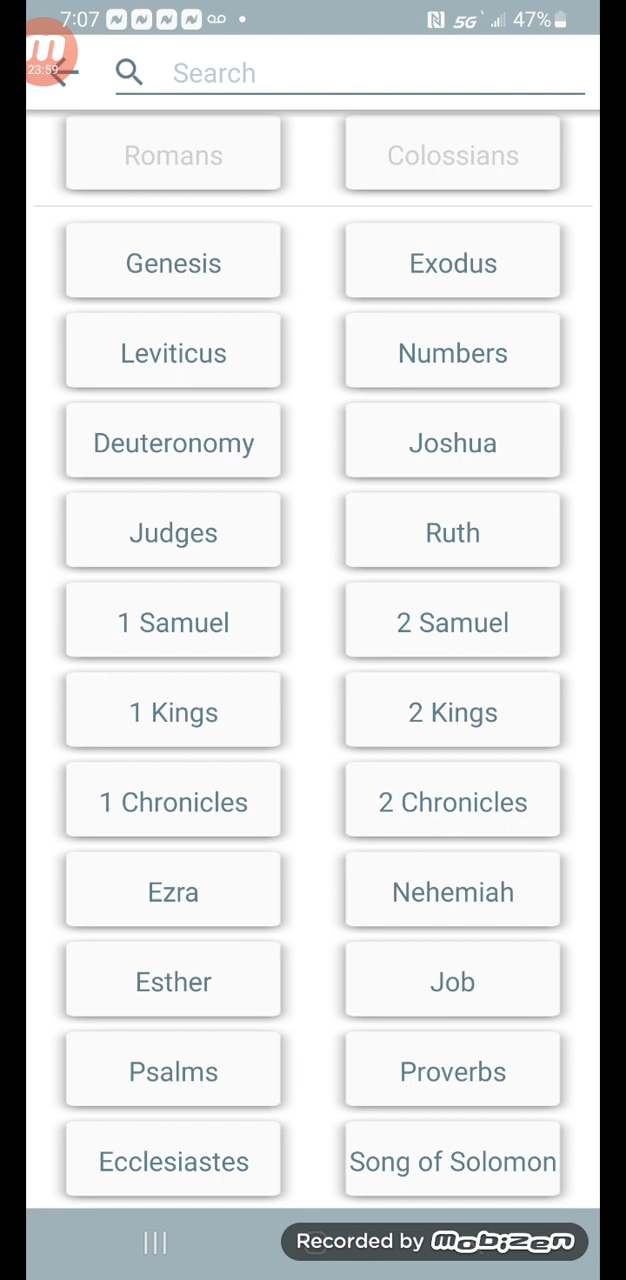 7:07 5G 47%
23:59
Search
Romans Colossians
Genesis Exodus
Leviticus Numbers
Deuteronomy Joshua
Judges Ruth
1 Samuel 2 Samuel
1 Kings 2 Kings
1 Chronicles 2 Chronicles
Ezra Nehemiah
Esther Job
Psalms Proverbs
Ecclesiastes Song of Solomon
Recorded by mobizen